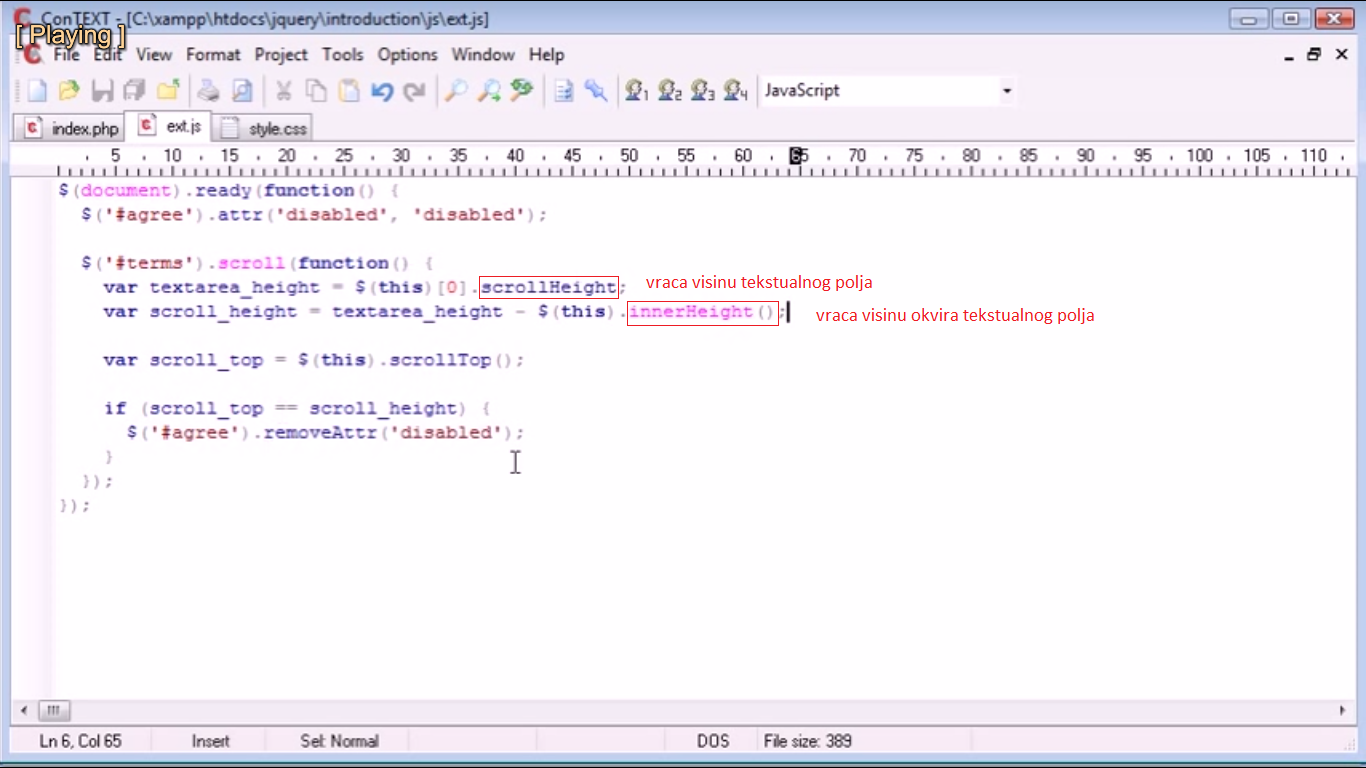 ConTEXT - [C:\xampp\htdocs\jquery\introduction\js\ext.js]
[ Playing ]
File Edit View Format Project Tools Options Window Help
1 2 3 4 JavaScript
index.php ext.js style.css
5 10 15 20 25 30 35 40 45 50 55 60 65 70 75 80 85 90 95 100 105 110
$(document).ready(function() {
$('#agree').attr('disabled', 'disabled');
$('#terms').scroll(function() {
var textarea_height = $(this)[0].scrollHeight; vraca visinu tekstualnog polja
var scroll_height = textarea_height - $(this).innerHeight(); vraca visinu okvira tekstualnog polja
var scroll_top = $(this).scrollTop();
if (scroll_top == scroll_height) {
$('#agree').removeAttr('disabled');
}
});
});
Ln 6, Col 65 Insert Sel: Normal DOS File size: 389